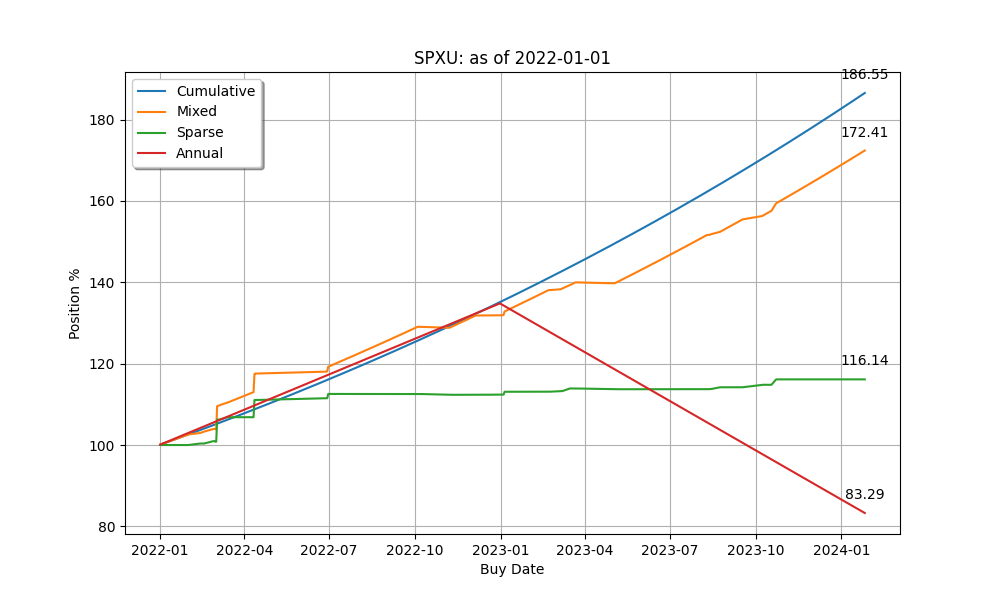 SPXU: as of 2022-01-01
Cumulative
Mixed
Sparse
Annual
186.55
172.41
116.14
83.29
Position %
180
160
140
120
100
80
2022-01 2022-04 2022-07 2022-10 2023-01 2023-04 2023-07 2023-10 2024-01
Buy Date